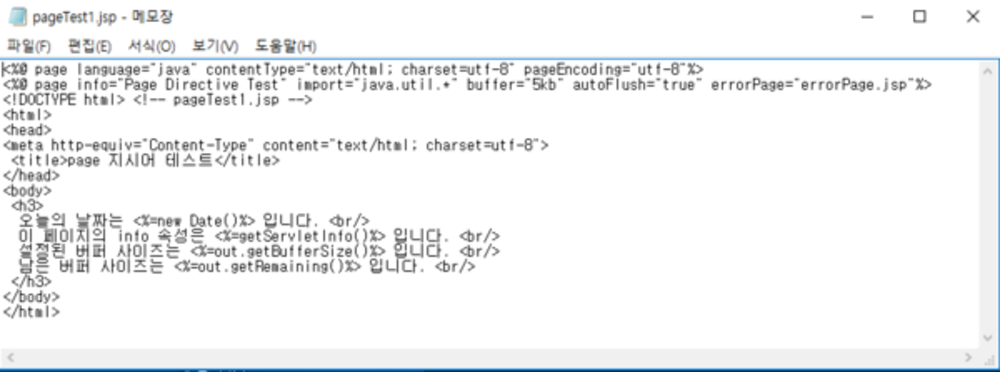 pageTest1.jsp - 메모장
파일(F) 편집(E) 서식(O) 보기(V) 도움말(H)
<%@ page language="java" contentType="text/html; charset=utf-8" pageEncoding="utf-8"%>
<%@ page info="Page Directive Test" import="java.util.*" buffer="5kb" autoFlush="true" errorPage="errorPage.jsp"%>
<!DOCTYPE html> <!-- pageTest1.jsp -->
<html>
<head>
<meta http-equiv="Content-Type" content="text/html; charset=utf-8">
<title>page 지시어 테스트</title>
</head>
<body>
<h3>
오늘의 날짜는 <%=new Date()%> 입니다. <br/>
이 페이지의 info 속성은 <%=getServletInfo()%> 입니다. <br/>
설정된 버퍼 사이즈는 <%=out.getBufferSize()%> 입니다. <br/>
남은 버퍼 사이즈는 <%=out.getRemaining()%> 입니다. <br/>
</h3>
</body>
</html>